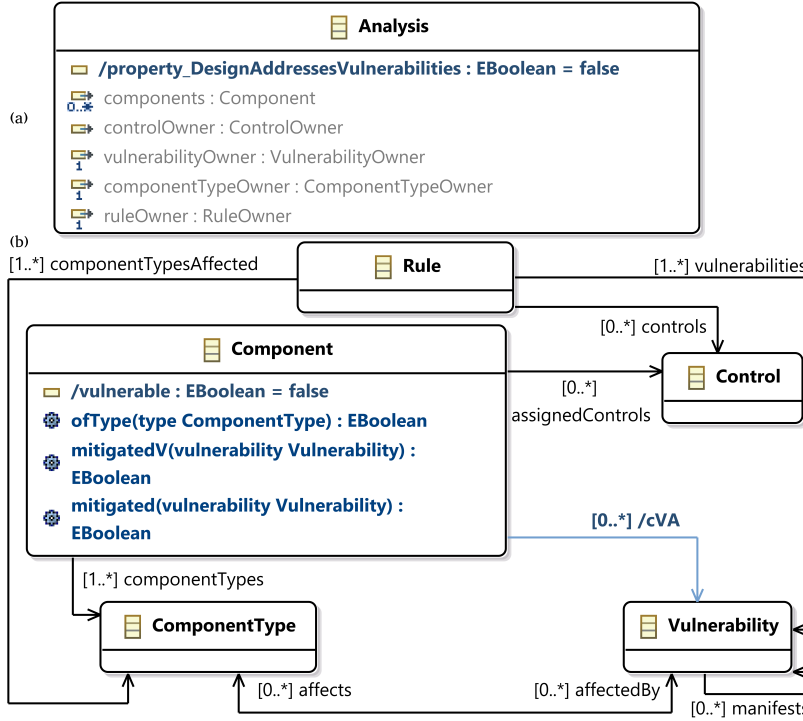 Analysis
/property_DesignAddressesVulnerabilities : EBoolean = false
0..*
components : Component
(a)
controlOwner : ControlOwner
vulnerabilityOwner : VulnerabilityOwner
1
componentTypeOwner : ComponentTypeOwner
1
ruleOwner : RuleOwner
1
(b)
[1..*] componentTypesAffected
Rule
[1..*] vulnerabilities
[0..*] controls
Component
Control
/vulnerable : EBoolean = false
[0..*]
assignedControls
ofType(type ComponentType) : EBoolean
mitigatedV(vulnerability Vulnerability) :
EBoolean
mitigated(vulnerability Vulnerability) :
EBoolean
[0..*] /cVA
[1..*] componentTypes
ComponentType
Vulnerability
[0..*] affects
[0..*] affectedBy
[0..*] manifests